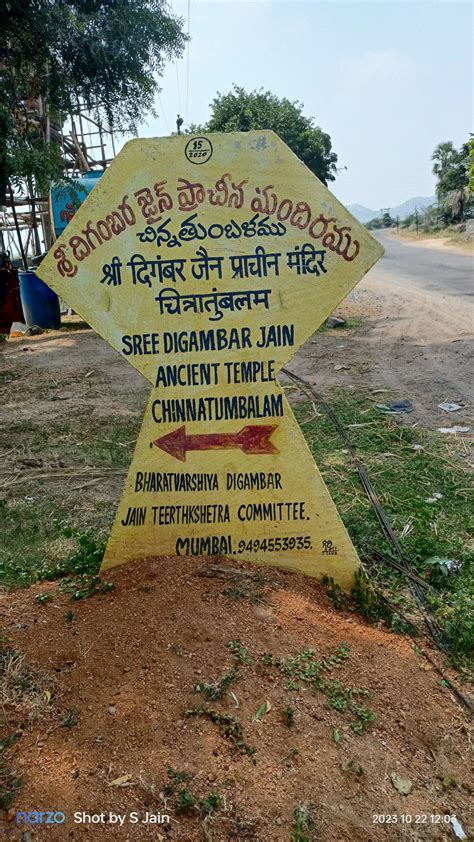 15
2020
శ్రీ దిగంబర్ జైన్ ప్రాచీన మందిరము
చిన్నతుంబళము
श्री दिगंबर जैन प्राचीन मंदिर
चित्रातुंबलम
SREE DIGAMBAR JAIN
ANCIENT TEMPLE
CHINNATUMBALAM
BHARATVARSHIYA DIGAMBAR
JAIN TEERTHKSHETRA COMMITTEE.
MUMBAI. 9494553935.
narzo Shot by S Jain
2023 10 22 12:03